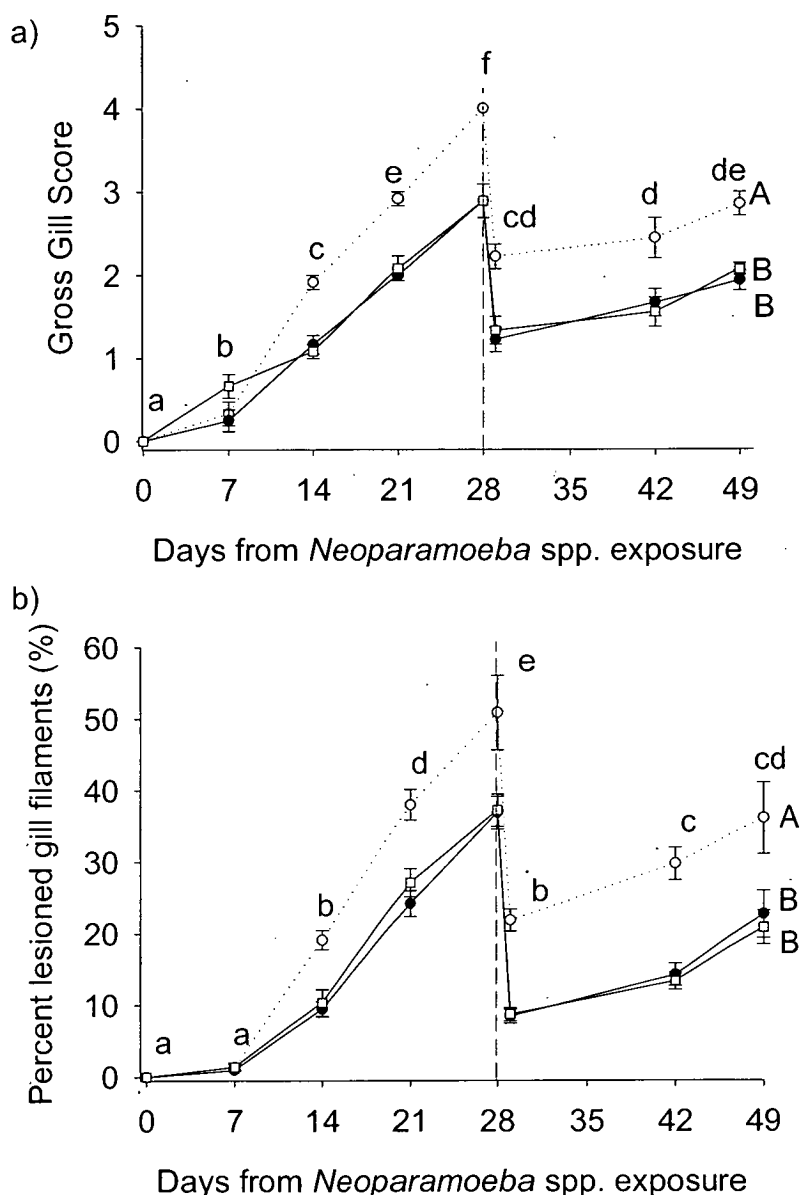 a)
Gross Gill Score
5
4
3
2
1
0
a
b
c
e
f
cd
d
de
A
B
B
0 7 14 21 28 35 42 49
Days from Neoparamoeba spp. exposure
b)
Percent lesioned gill filaments (%)
60
50
40
30
20
10
0
a
a
b
d
e
b
c
cd
A
B
B
0 7 14 21 28 35 42 49
Days from Neoparamoeba spp. exposure